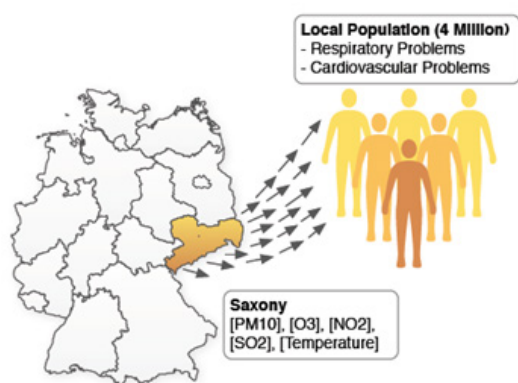 Local Population (4 Million)
- Respiratory Problems
- Cardiovascular Problems
Saxony
[PM10], [O3], [NO2],
[SO2], [Temperature]